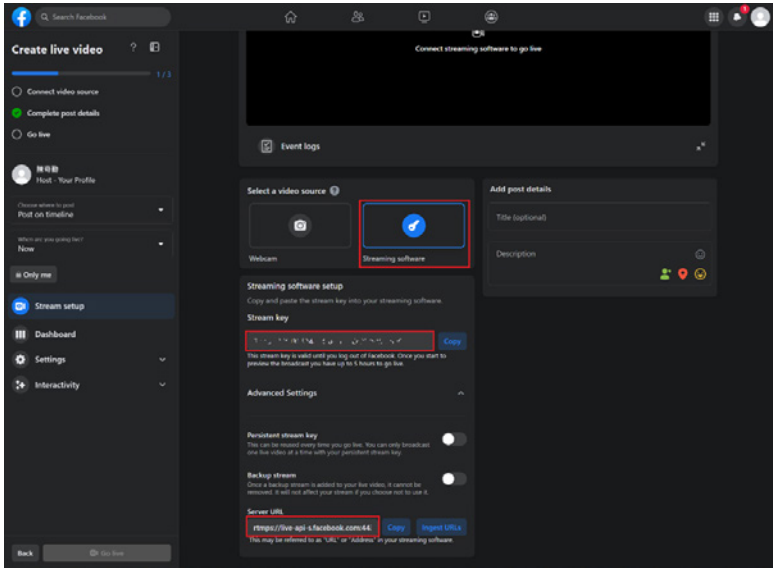 Search Facebook
Create live video
?
1 / 3
Connect video source
Complete post details
Go live
Host - Your Profile
Choose where to post
Post on timeline
When are you going live?
Now
Only me
Stream setup
Dashboard
Settings
Interactivity
Back
Go live
Connect streaming software to go live
Event logs
Select a video source
Webcam
Streaming software
Streaming software setup
Copy and paste the stream key into your streaming software.
Stream key
Copy
This stream key is valid until you log out of Facebook. Once you start to
preview the broadcast you have up to 5 hours to go live.
Advanced Settings
Persistent stream key
This can be reused every time you go live. You can only broadcast
one live video at a time with your persistent stream key.
Backup stream
Once a backup stream is added to your live video, it cannot be
removed. It will not affect your stream if you choose not to use it.
Server URL
rtmps://live-api-s.facebook.com:44
Copy
Ingest URLs
This may be referred to as "URL" or "Address" in your streaming software.
Add post details
Title (optional)
Description